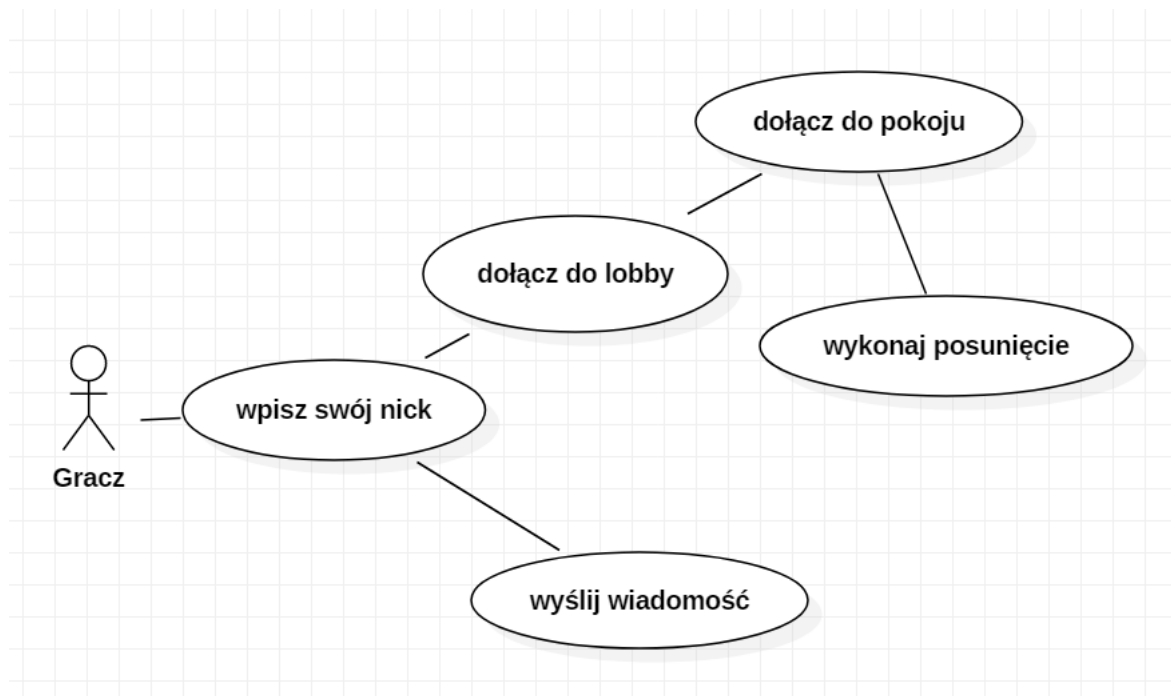 dołącz do pokoju
dołącz do lobby
wykonaj posunięcie
wpisz swój nick
Gracz
wyślij wiadomość